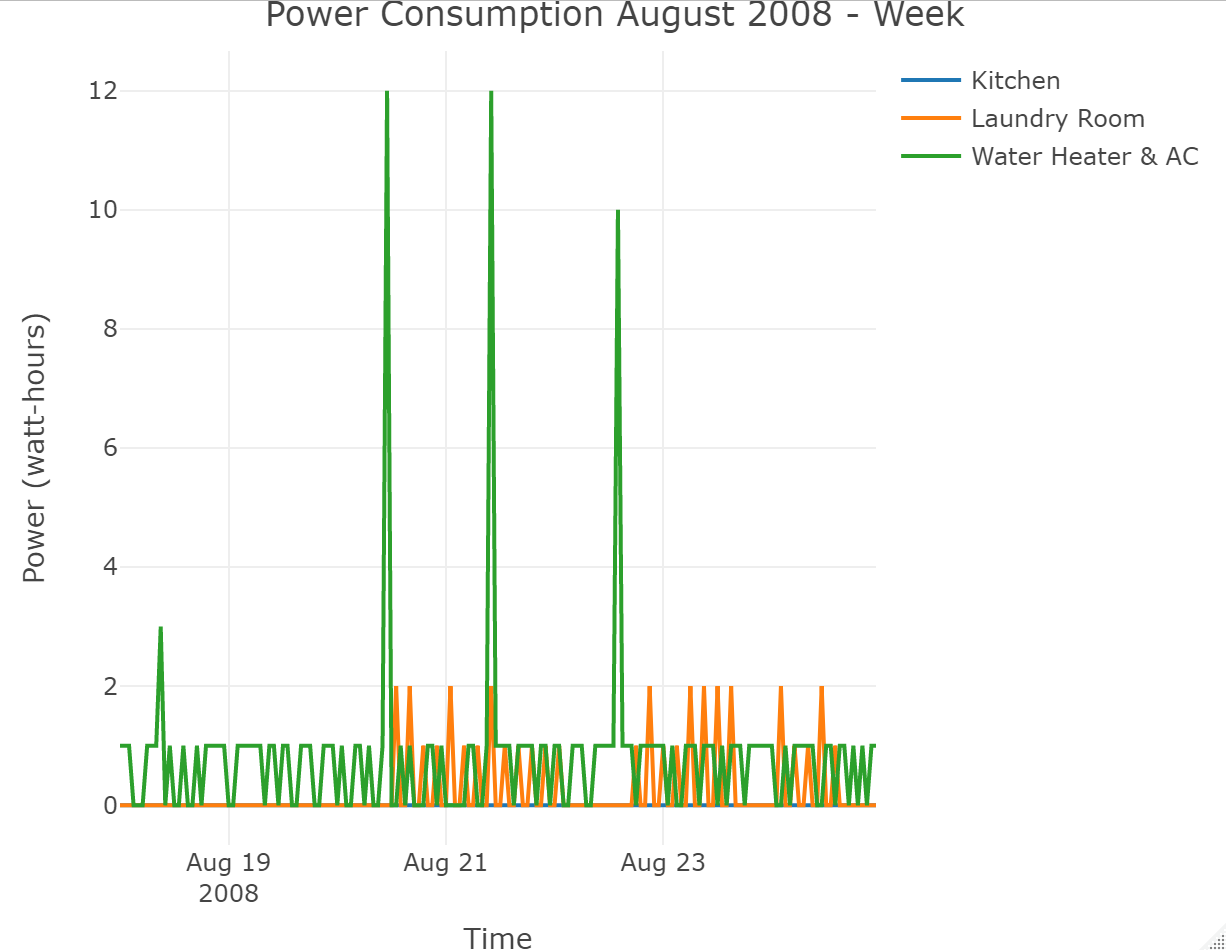 Power Consumption August 2008 - Week
Kitchen
Laundry Room
Water Heater & AC
12
10
8
6
4
2
0
Power (watt-hours)
Aug 19
2008
Aug 21
Aug 23
Time